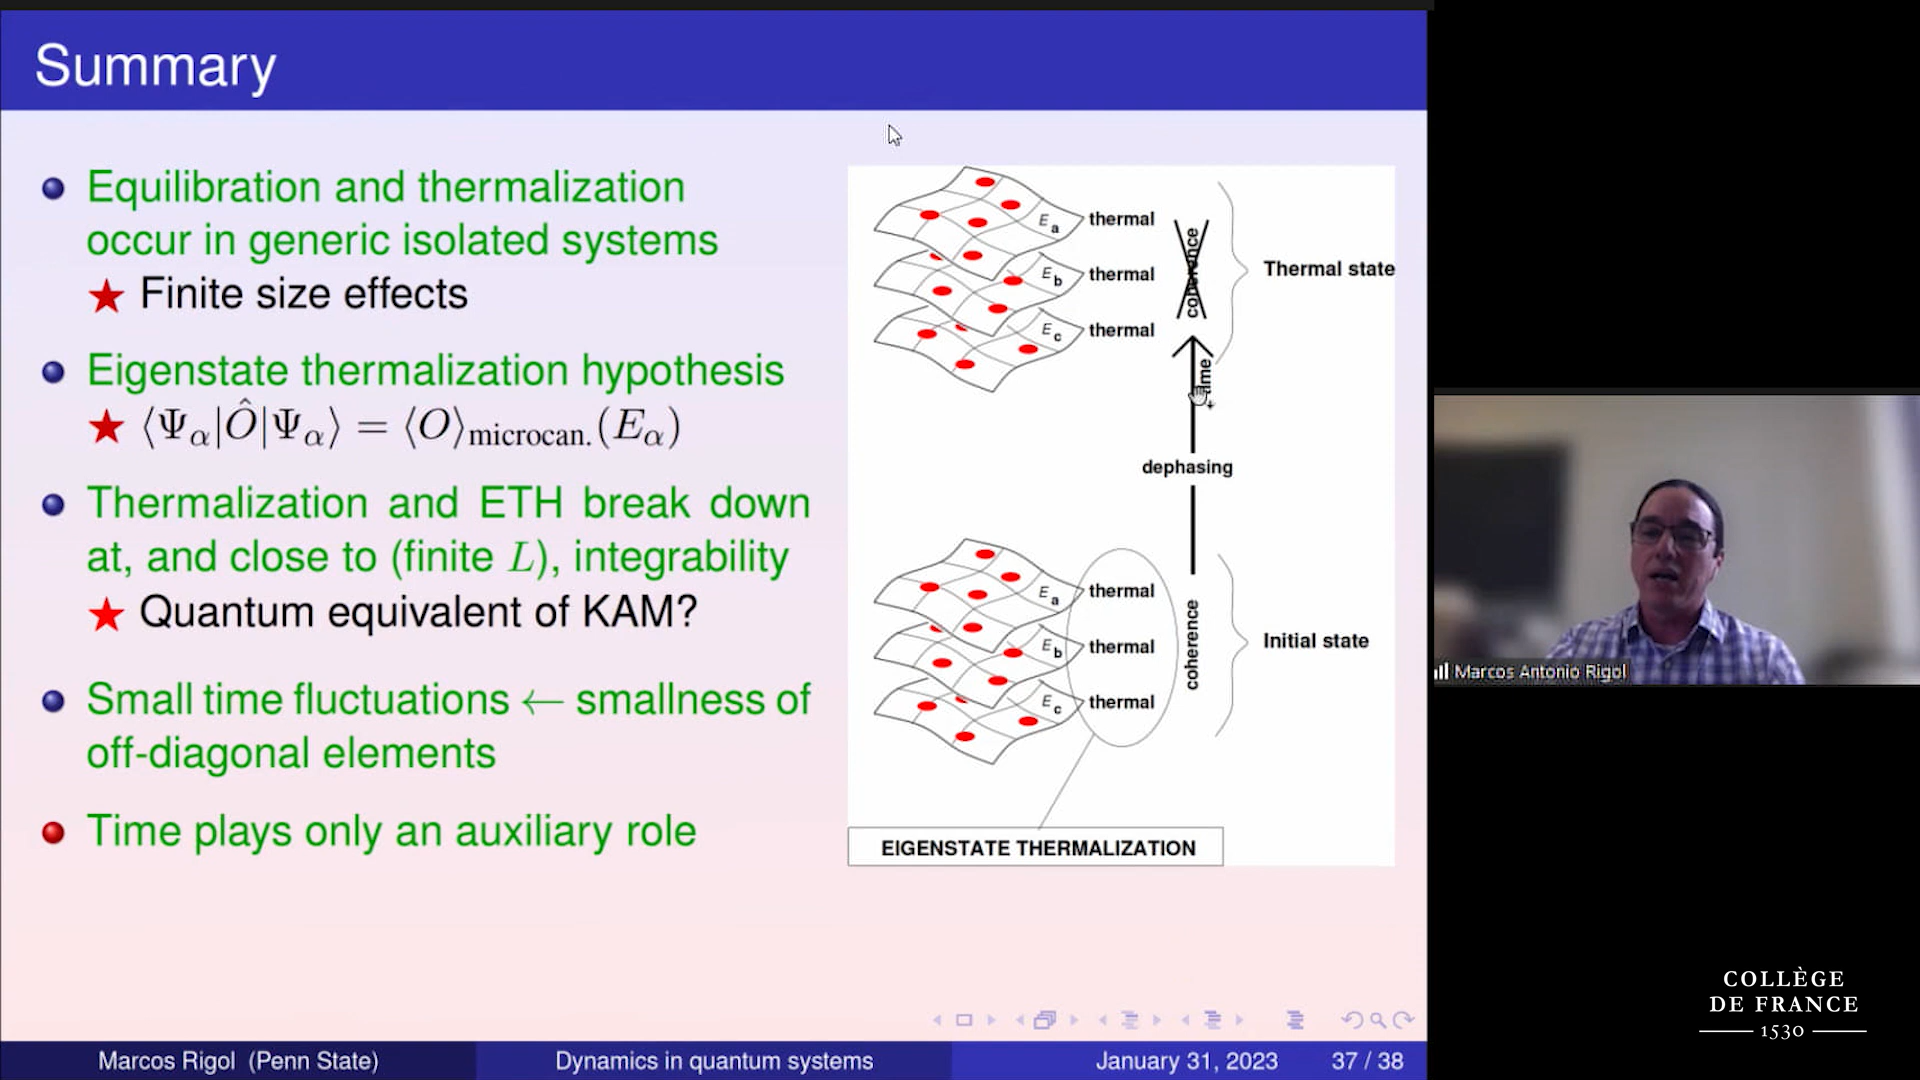 Summary
Equilibration and thermalization
occur in generic isolated systems
★ Finite size effects
Eigenstate thermalization hypothesis
★ ⟨Ψα|Ô|Ψα⟩ = ⟨O⟩microcan.(Eα)
Thermalization and ETH break down
at, and close to (finite L), integrability
★ Quantum equivalent of KAM?
Small time fluctuations ← smallness of
off-diagonal elements
Time plays only an auxiliary role
Ea thermal
Eb thermal
Ec thermal
coherence
Thermal state
dephasing
Ea thermal
Eb thermal
Ec thermal
coherence
Initial state
EIGENSTATE THERMALIZATION
Marcos Rigol (Penn State)
Dynamics in quantum systems
January 31, 2023
37 / 38
Marcos Antonio Rigol
COLLÈGE
DE FRANCE
1530